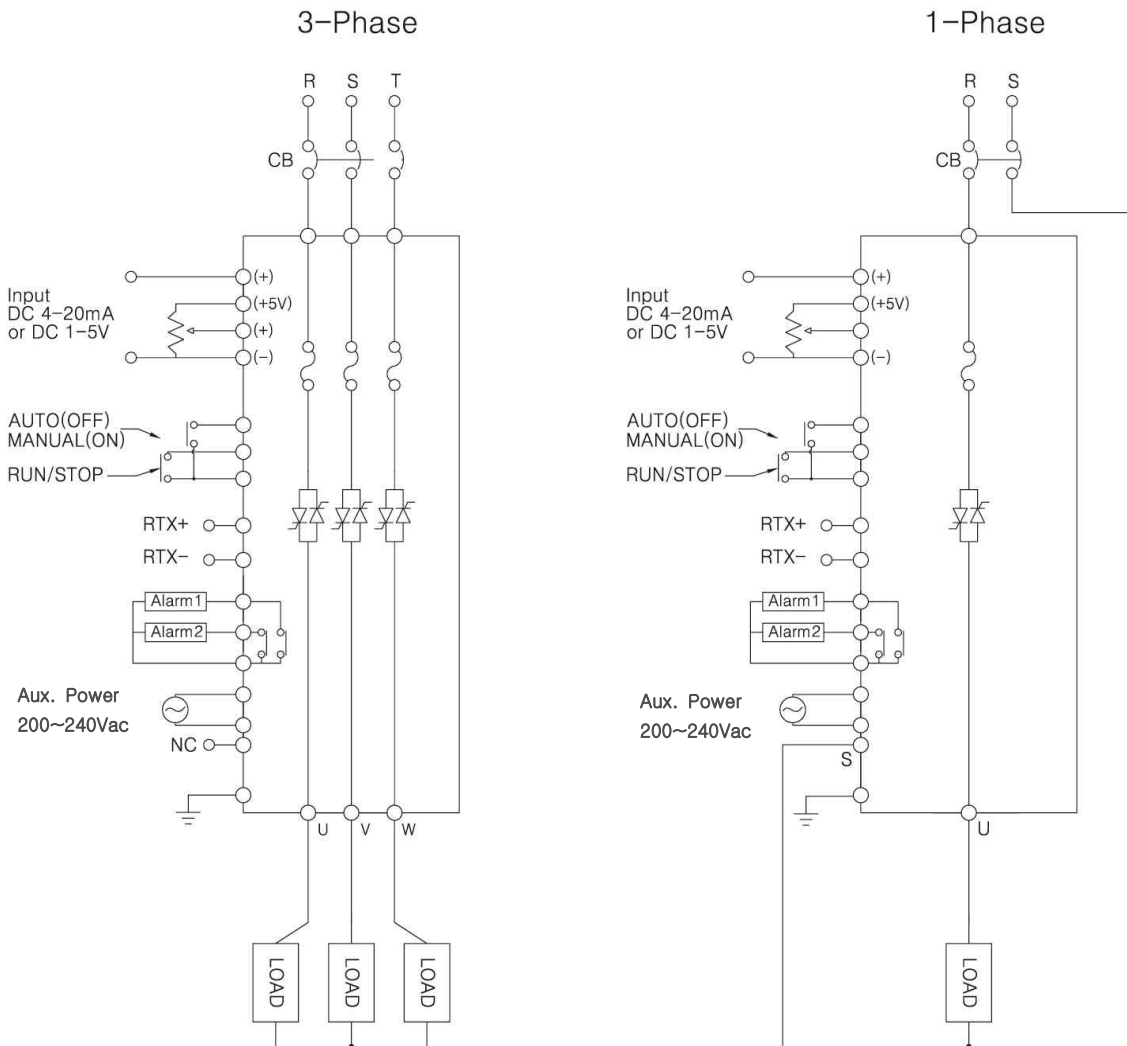 3-Phase
R S T
CB
(+)
Input
DC 4-20mA
or DC 1-5V
(+5V)
(+)
(-)
AUTO(OFF)
MANUAL(ON)
RUN/STOP
RTX+
RTX-
Alarm1
Alarm2
Aux. Power
200~240Vac
NC
U V W
LOAD LOAD LOAD
1-Phase
R S
CB
(+)
Input
DC 4-20mA
or DC 1-5V
(+5V)
(-)
AUTO(OFF)
MANUAL(ON)
RUN/STOP
RTX+
RTX-
Alarm1
Alarm2
Aux. Power
200~240Vac
S
U
LOAD